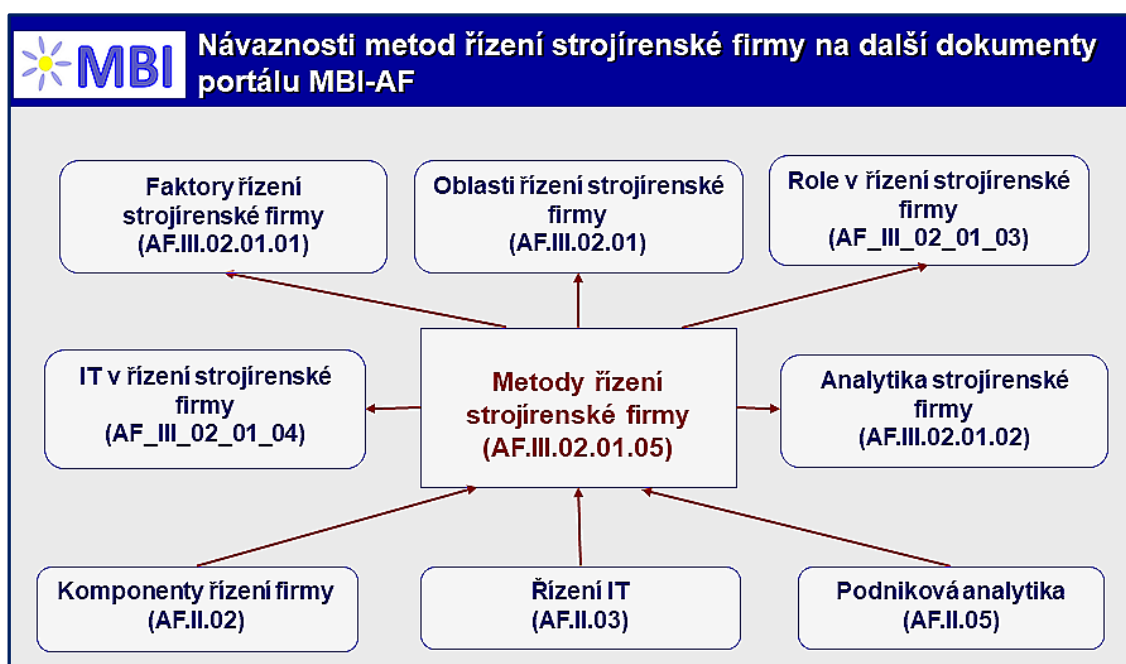 MBI
Návaznosti metod řízení strojírenské firmy na další dokumenty
portálu MBI-AF
Faktory řízení
strojírenské firmy
(AF.III.02.01.01)
Oblasti řízení strojírenské
firmy
(AF.III.02.01)
Role v řízení strojírenské
firmy
(AF_III_02_01_03)
IT v řízení strojírenské
firmy
(AF_III_02_01_04)
Metody řízení
strojírenské firmy
(AF.III.02.01.05)
Analytika strojírenské
firmy
(AF.III.02.01.02)
Komponenty řízení firmy
(AF.II.02)
Řízení IT
(AF.II.03)
Podniková analytika
(AF.II.05)